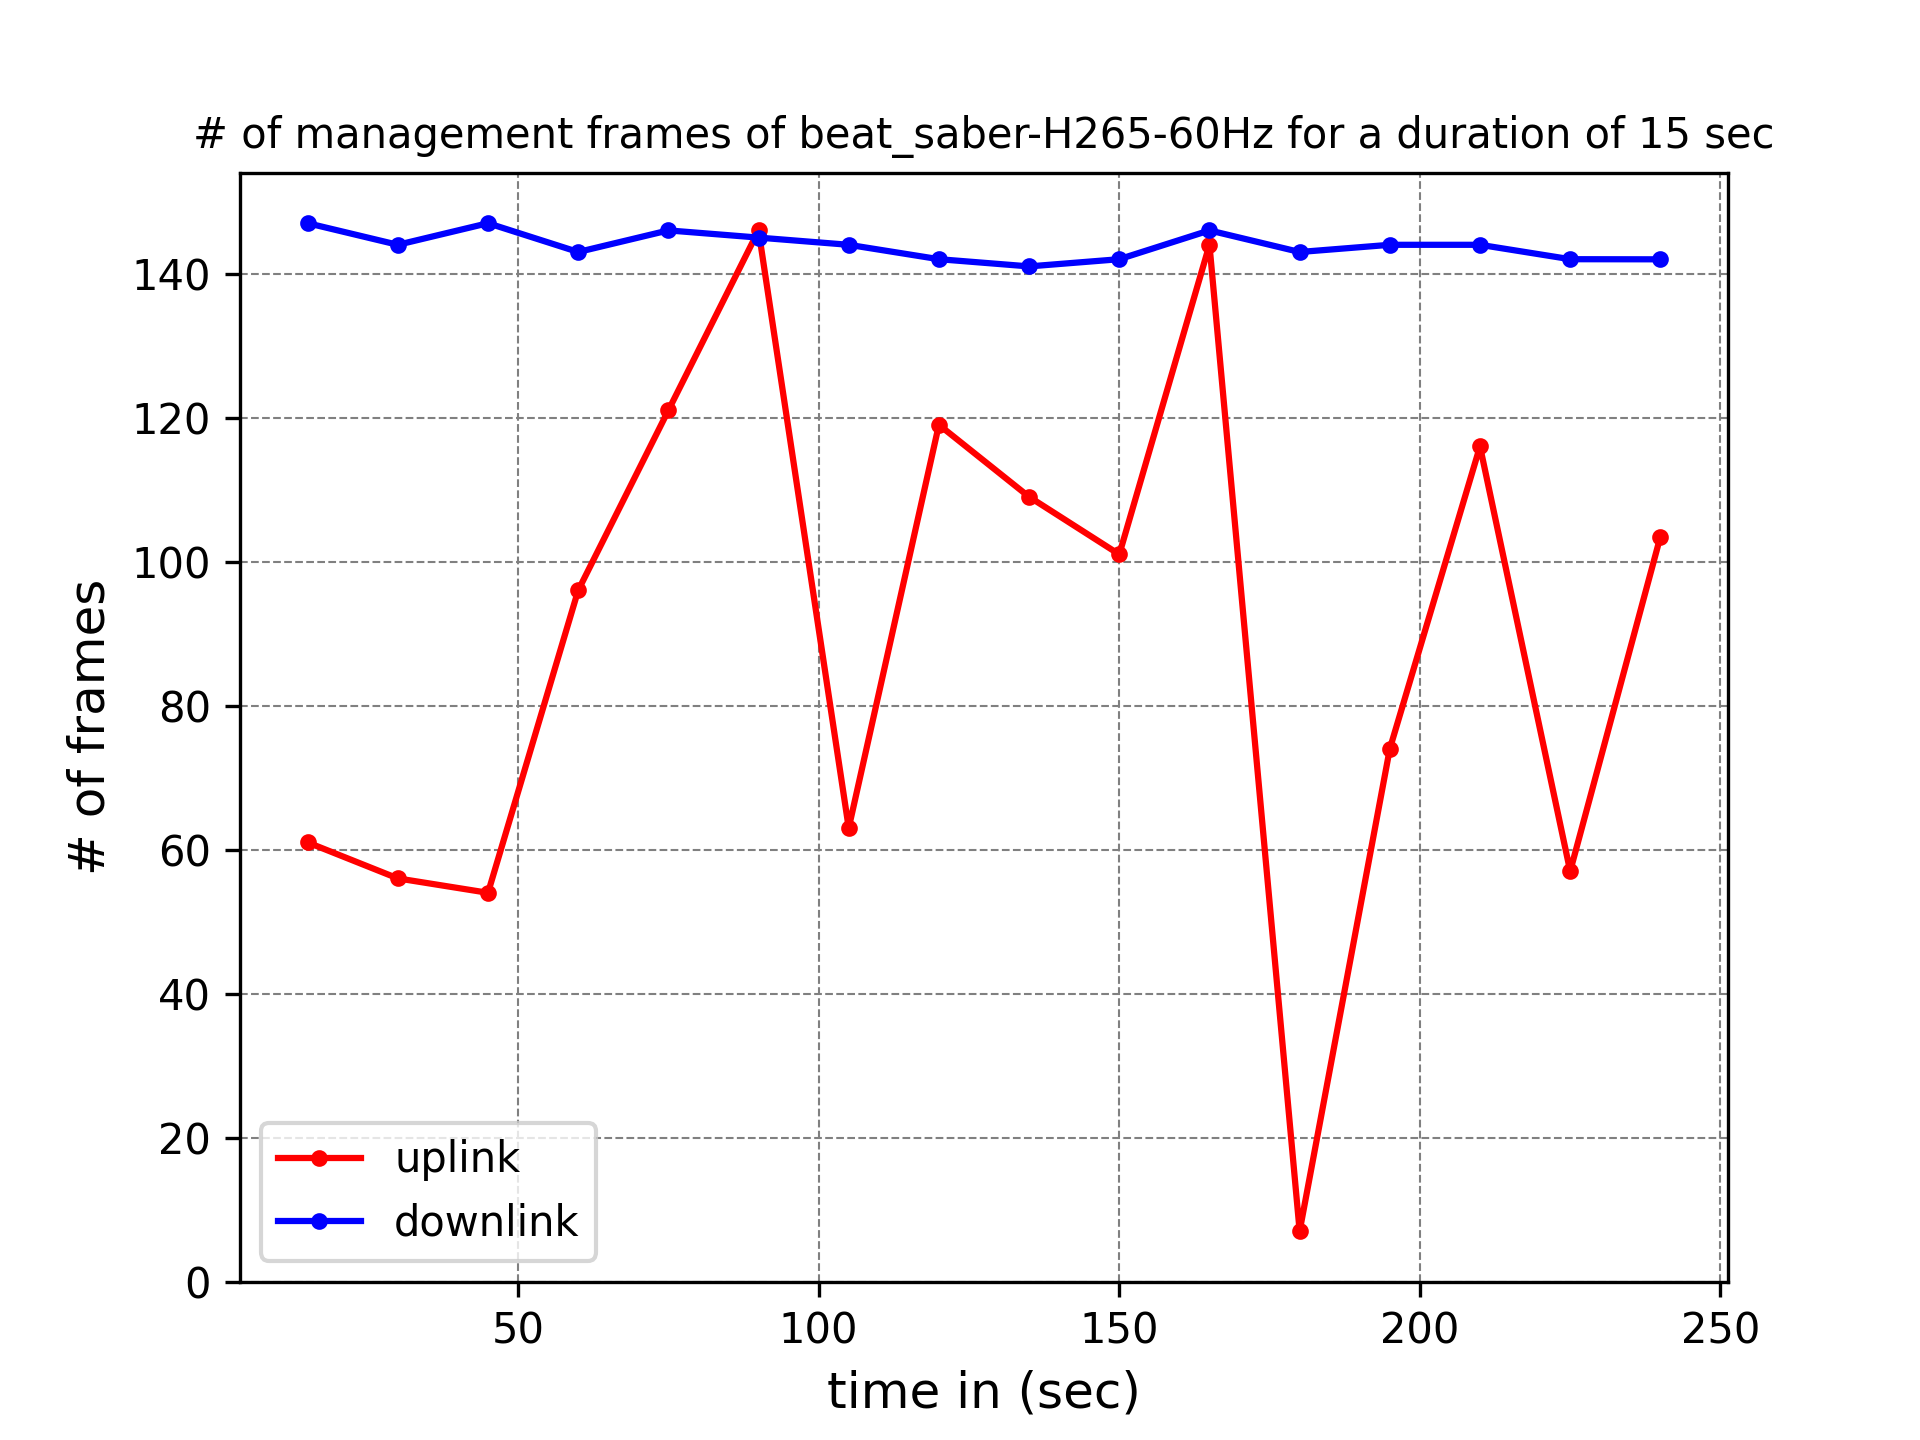 # of management frames of beat_saber-H265-60Hz for a duration of 15 sec
# of frames
140
120
100
80
60
40
20
0
uplink
downlink
50 100 150 200 250
time in (sec)